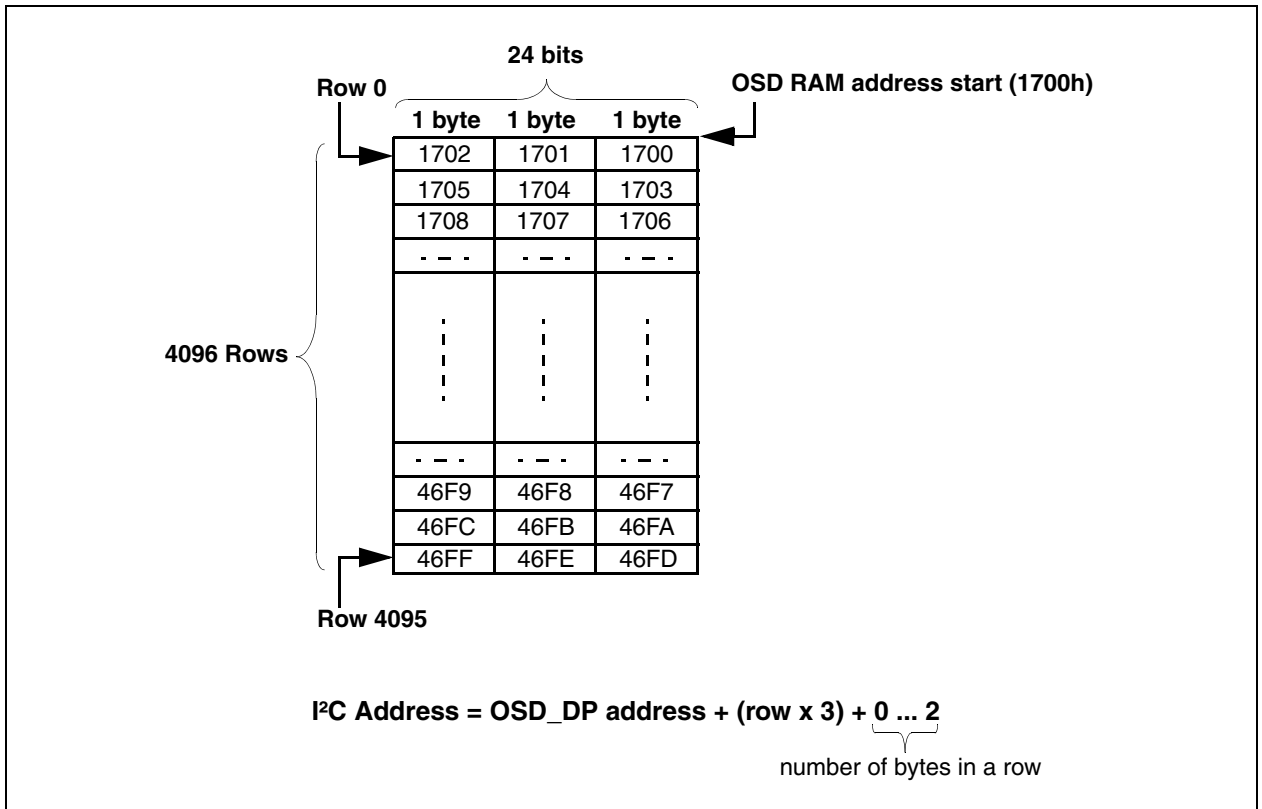 24 bits
Row 0
OSD RAM address start (1700h)
1 byte 1 byte 1 byte
1702 1701 1700
1705 1704 1703
1708 1707 1706
4096 Rows
46F9 46F8 46F7
46FC 46FB 46FA
46FF 46FE 46FD
Row 4095
I²C Address = OSD_DP address + (row x 3) + 0 ... 2
number of bytes in a row